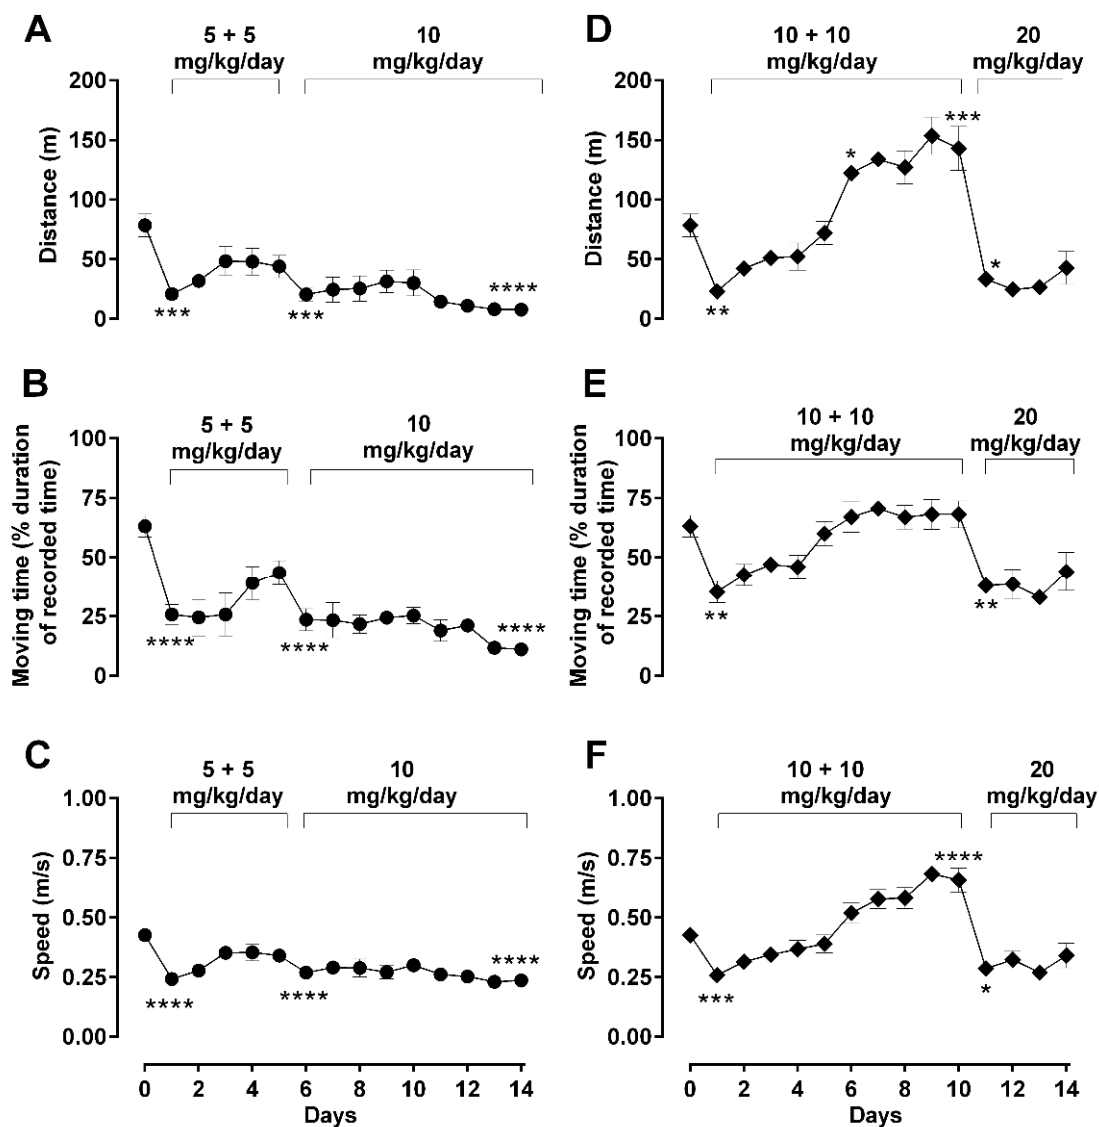 A
5 + 5
mg/kg/day
10
mg/kg/day
Distance (m)
200
150
100
50
0
***
***
****
D
10 + 10
mg/kg/day
20
mg/kg/day
Distance (m)
200
150
100
50
0
**
*
***
*
B
5 + 5
mg/kg/day
10
mg/kg/day
Moving time (% duration
of recorded time)
100
75
50
25
0
****
****
****
E
10 + 10
mg/kg/day
20
mg/kg/day
Moving time (% duration
of recorded time)
100
75
50
25
0
**
**
C
5 + 5
mg/kg/day
10
mg/kg/day
Speed (m/s)
1.00
0.75
0.50
0.25
0.00
****
****
****
0 2 4 6 8 10 12 14
Days
F
10 + 10
mg/kg/day
20
mg/kg/day
Speed (m/s)
1.00
0.75
0.50
0.25
0.00
***
****
*
0 2 4 6 8 10 12 14
Days